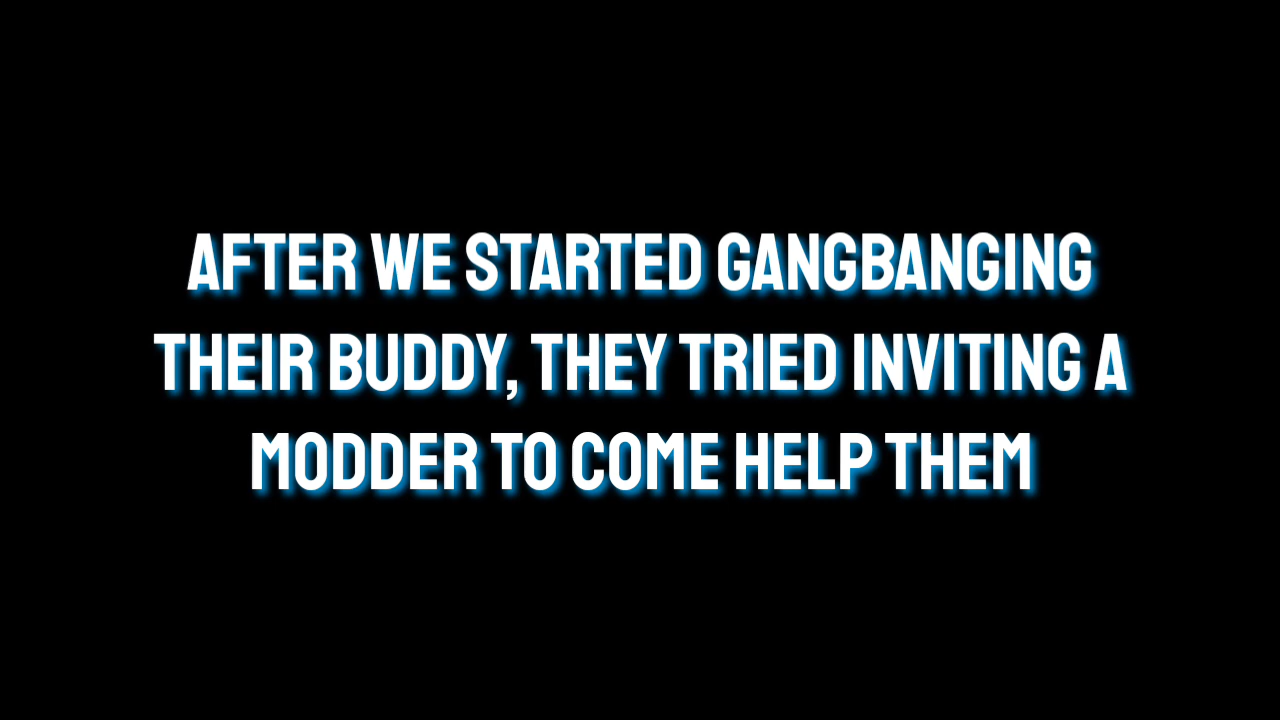 AFTER WE STARTED GANGBANGING
THEIR BUDDY, THEY TRIED INVITING A
MODDER TO COME HELP THEM